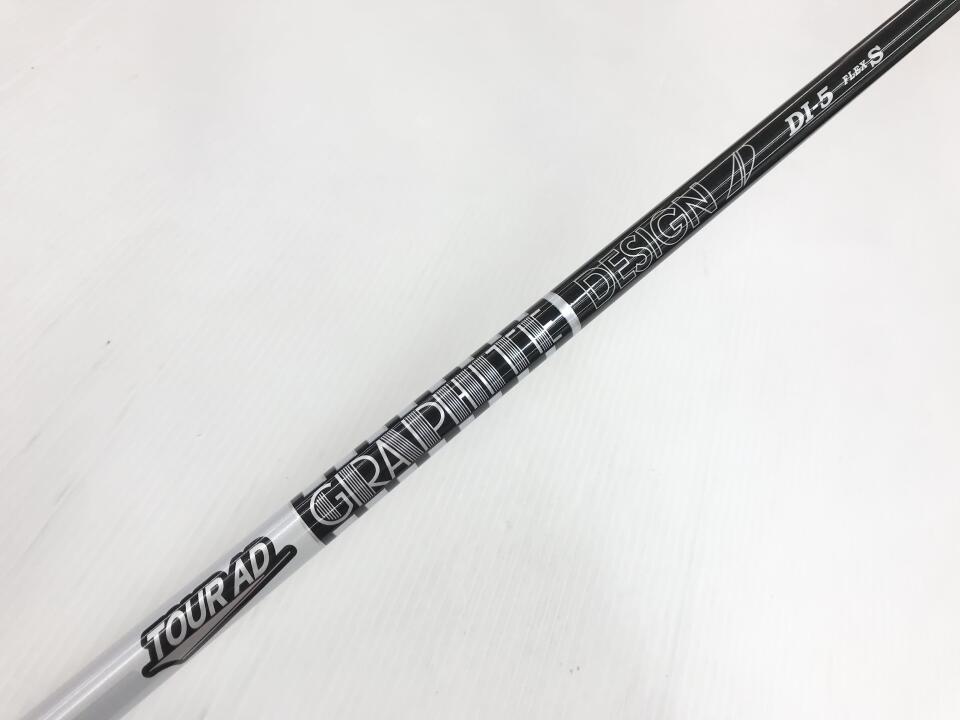 TOUR AD
GRAPHITE
DESIGN
DI-5 FLEX S